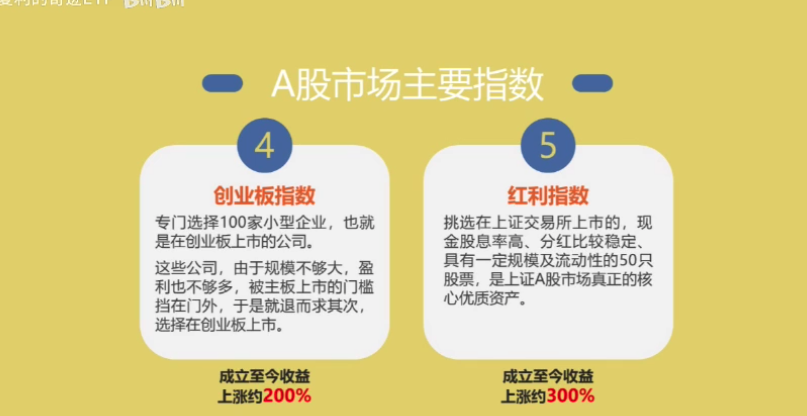 A股市场主要指数
4
创业板指数
专门选择100家小型企业，也就
是在创业板上市的公司。
这些公司，由于规模不够大，盈
利也不够多，被主板上市的门槛
挡在门外，于是就退而求其次，
选择在创业板上市。
成立至今收益
上涨约200%
5
红利指数
挑选在上证交易所上市的，现
金股息率高、分红比较稳定、
具有一定规模及流动性的50只
股票，是上证A股市场真正的核
心优质资产。
成立至今收益
上涨约300%